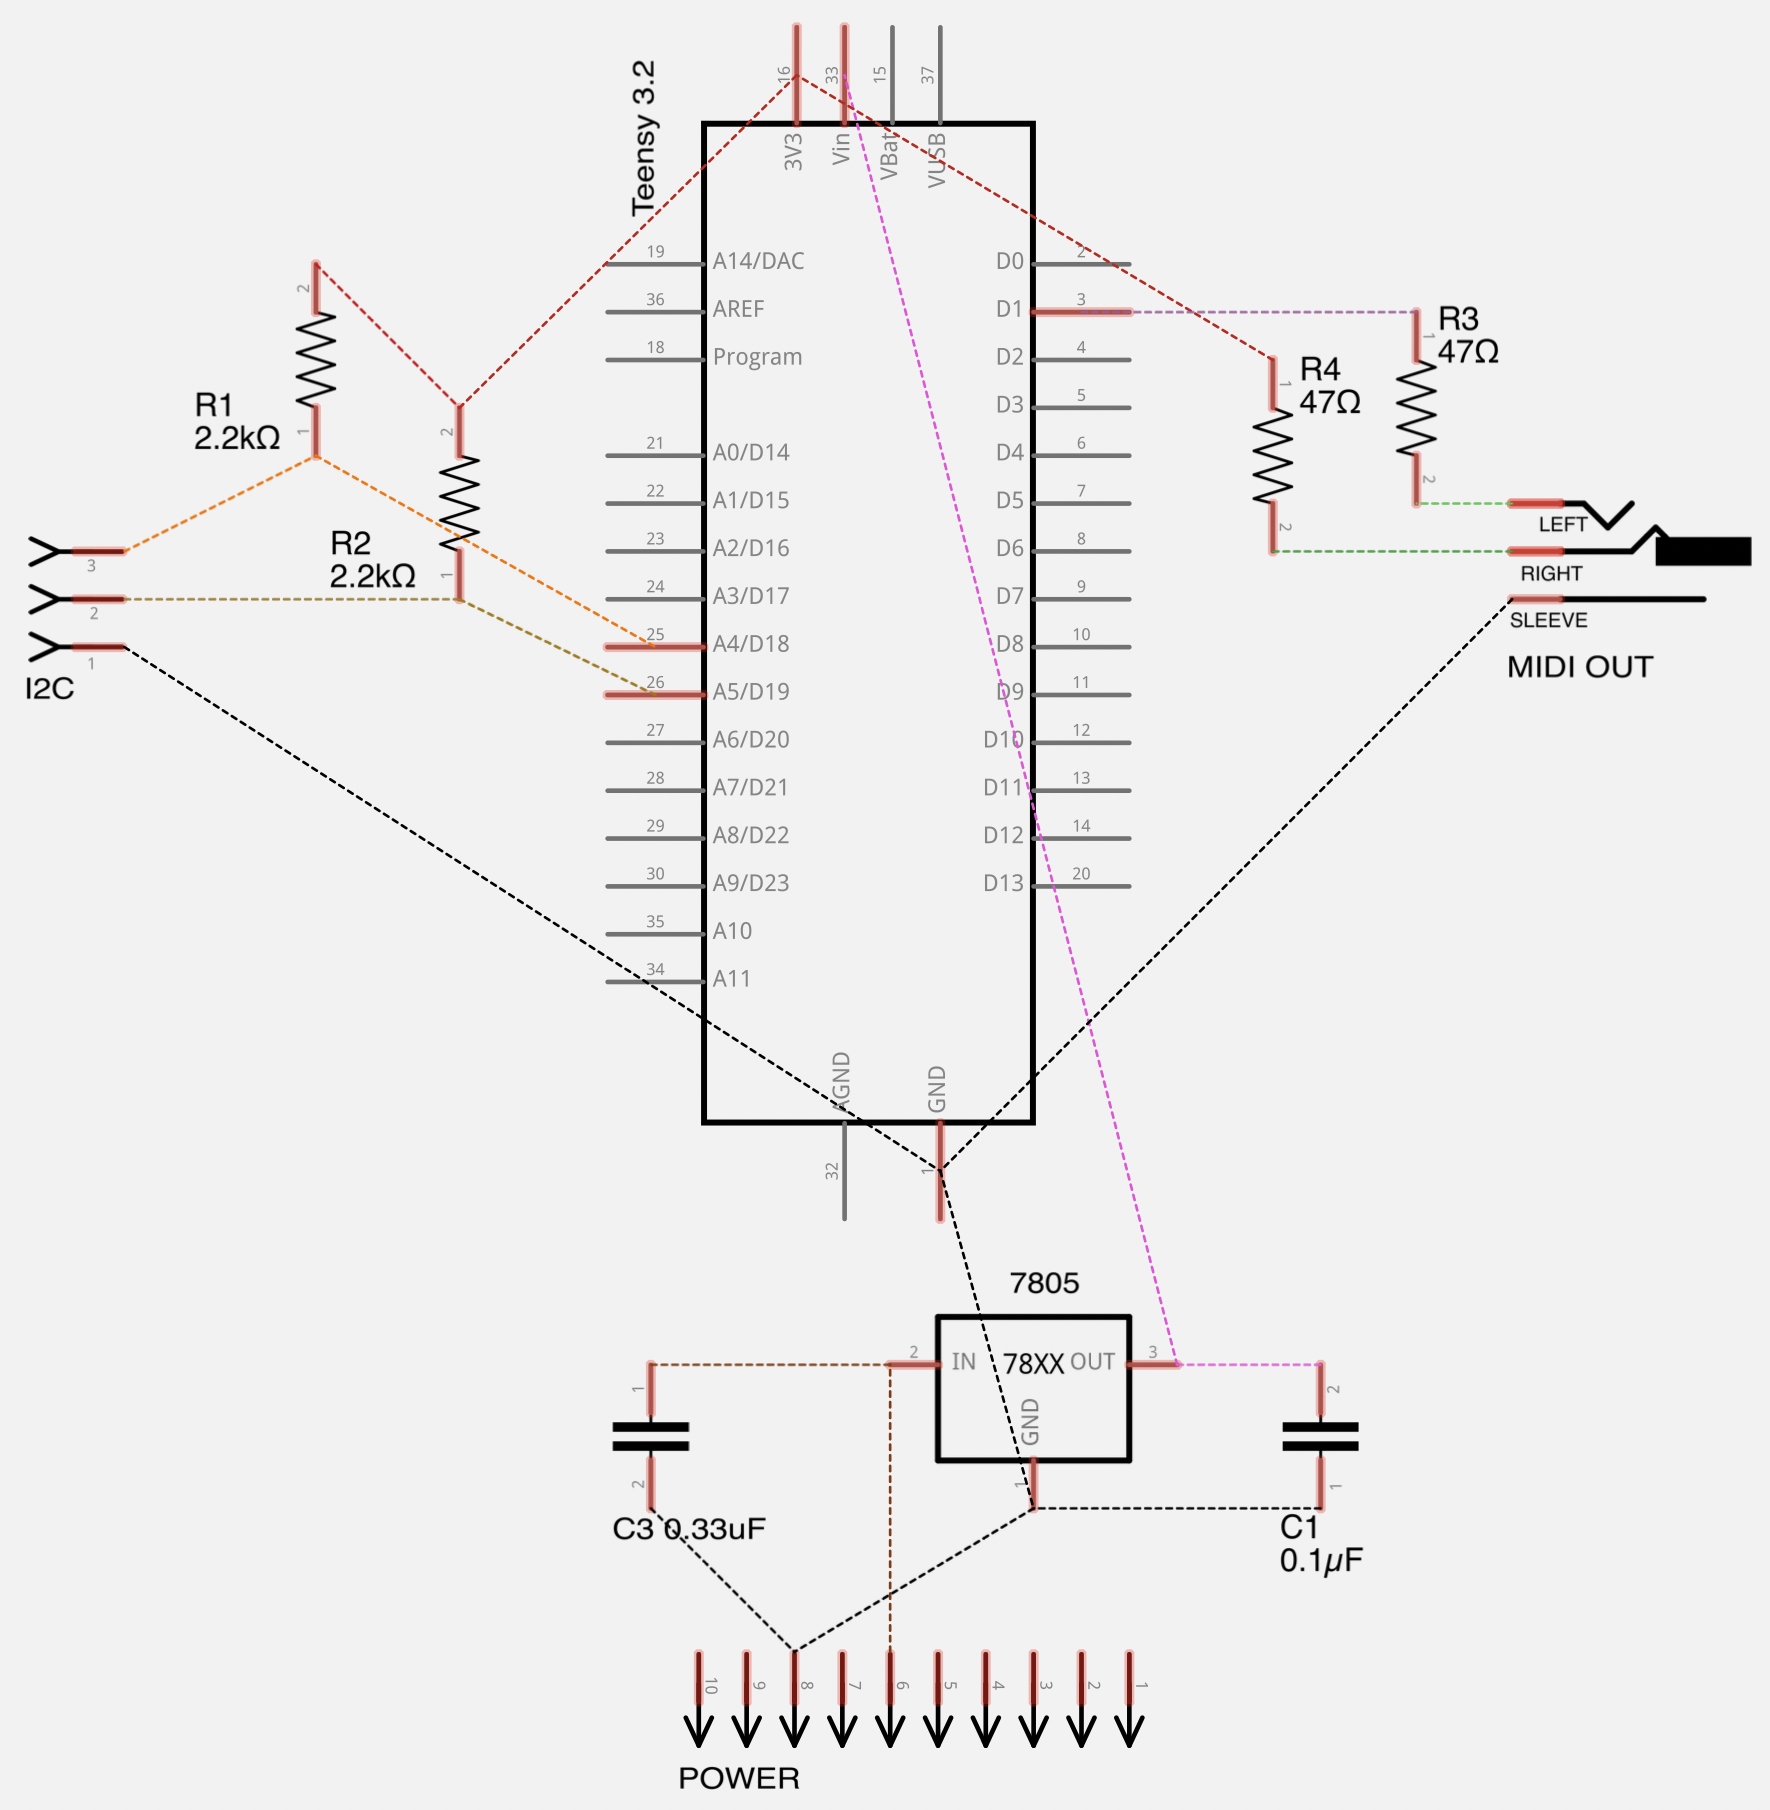 Teensy 3.2
16
33
15
37
3V3
Vin
VBat
VUSB
19
A14/DAC
D0
2
36
AREF
D1
3
18
Program
D2
4
D3
5
21
A0/D14
D4
6
22
A1/D15
D5
7
23
A2/D16
D6
8
24
A3/D17
D7
9
25
A4/D18
D8
10
26
A5/D19
D9
11
27
A6/D20
D10
12
28
A7/D21
D11
13
29
A8/D22
D12
14
30
A9/D23
D13
20
35
A10
34
A11
AGND
GND
32
1
2
R1
2.2kΩ
1
2
R2
2.2kΩ
1
3
2
1
I2C
R3
47Ω
1
2
R4
47Ω
1
2
LEFT
RIGHT
SLEEVE
MIDI OUT
7805
2
IN
78XX
OUT
3
GND
1
1
2
C3 0.33uF
2
1
C1
0.1µF
10
9
8
7
6
5
4
3
2
1
POWER